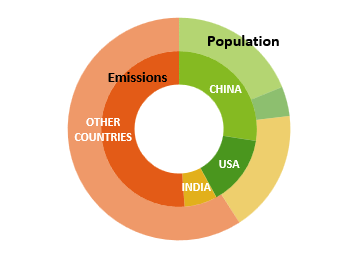 Population
Emissions
CHINA
OTHER
COUNTRIES
USA
INDIA